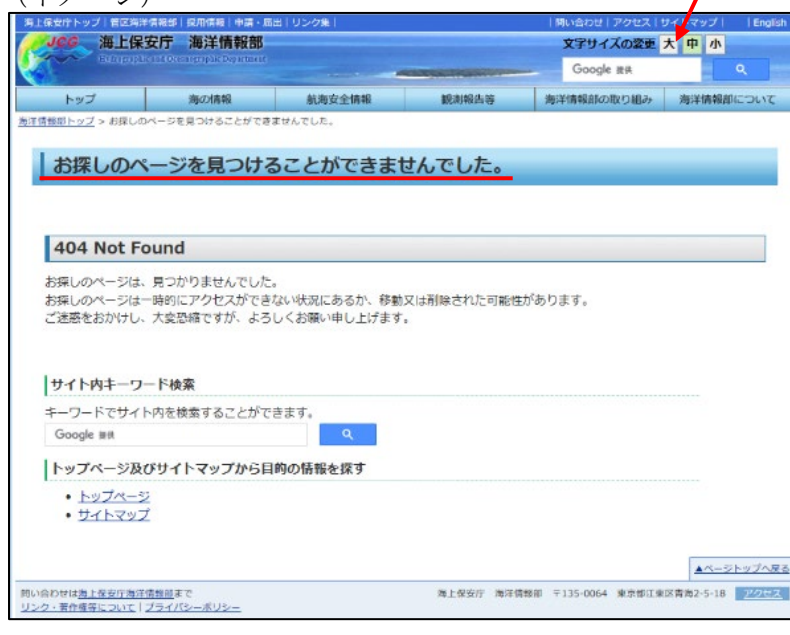 海上保安庁トップ｜管区海洋情報部｜採用情報｜申請・届出｜リンク集｜
｜問い合わせ｜アクセス｜サイトマップ｜ ｜English
JCG 海上保安庁 海洋情報部
Hydrographic and Oceanographic Department
文字サイズの変更 大 中 小
Google 提供
トップ 海の情報 航海安全情報 観測報告等 海洋情報部の取り組み 海洋情報部について
海洋情報部トップ > お探しのページを見つけることができませんでした。
お探しのページを見つけることができませんでした。
404 Not Found
お探しのページは、見つかりませんでした。
お探しのページは一時的にアクセスができない状況にあるか、移動又は削除された可能性があります。
ご迷惑をおかけし、大変恐縮ですが、よろしくお願い申し上げます。
サイト内キーワード検索
キーワードでサイト内を検索することができます。
Google 提供
トップページ及びサイトマップから目的の情報を探す
• トップページ
• サイトマップ
▲ページトップへ戻る
問い合わせは海上保安庁海洋情報部まで
海上保安庁 海洋情報部 〒135-0064 東京都江東区青海2-5-18 アクセス
リンク・著作権等について｜プライバシーポリシー